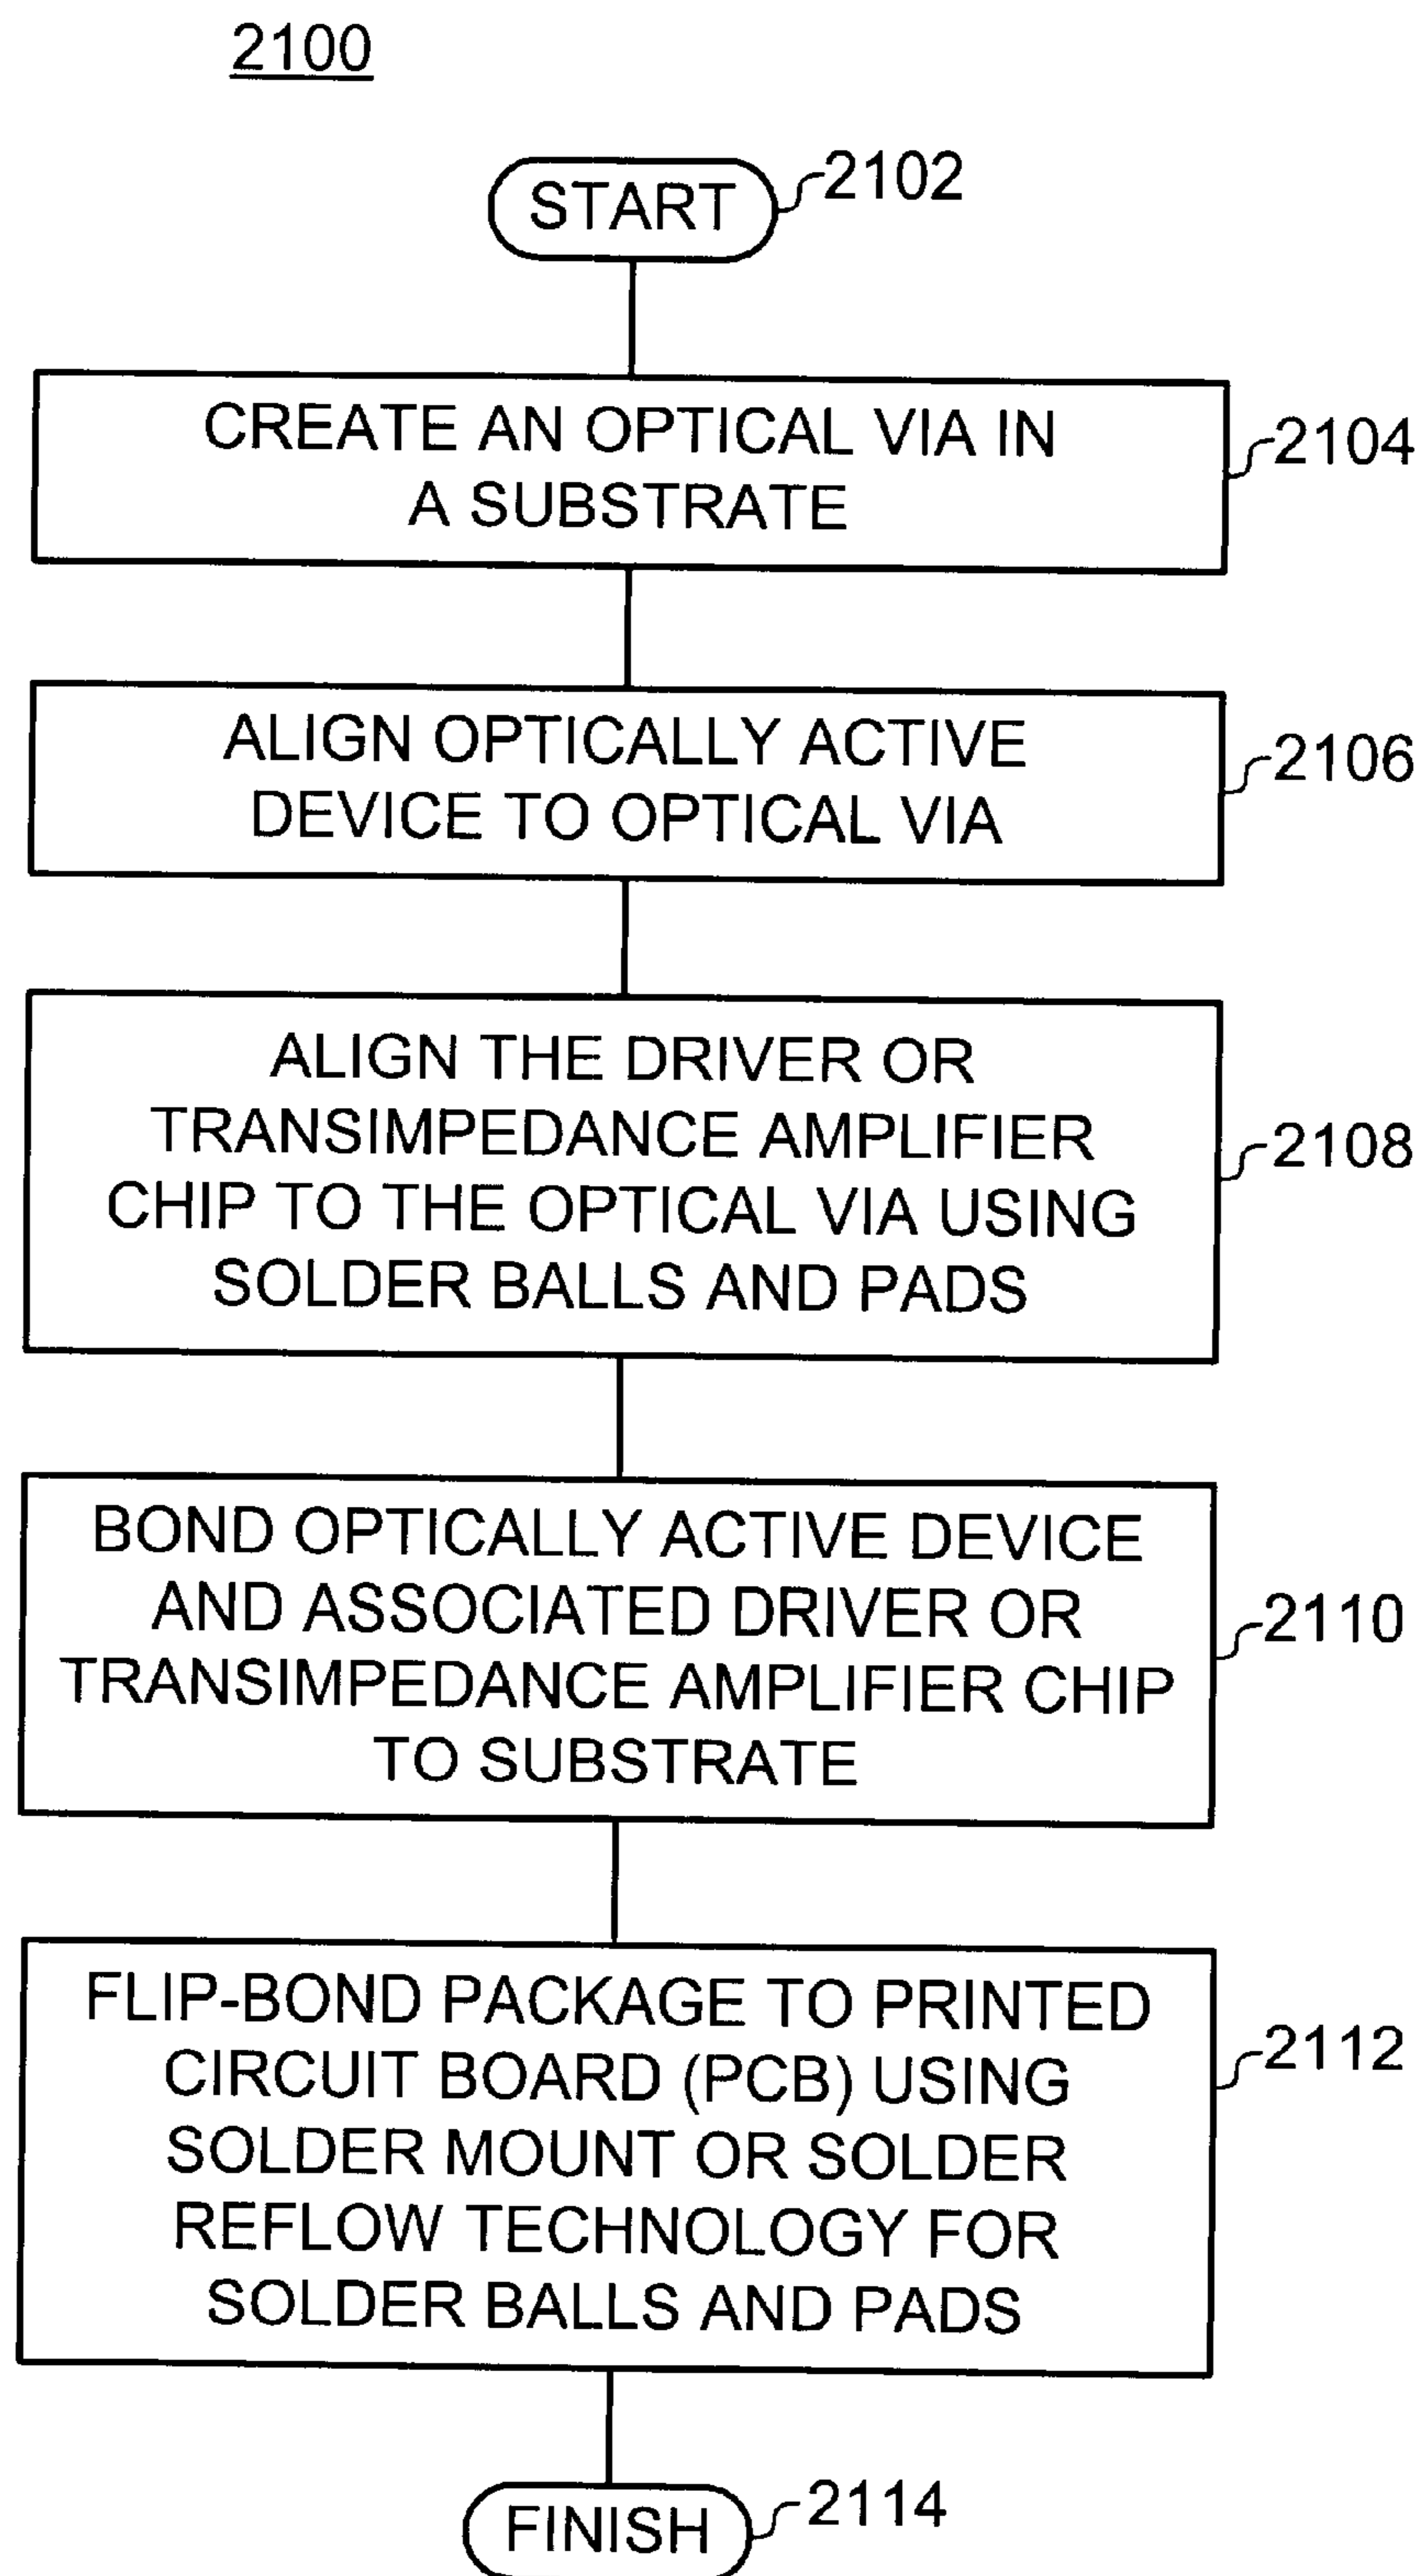 2100
START
2102
CREATE AN OPTICAL VIA IN
A SUBSTRATE
2104
ALIGN OPTICALLY ACTIVE
DEVICE TO OPTICAL VIA
2106
ALIGN THE DRIVER OR
TRANSIMPEDANCE AMPLIFIER
CHIP TO THE OPTICAL VIA USING
SOLDER BALLS AND PADS
2108
BOND OPTICALLY ACTIVE DEVICE
AND ASSOCIATED DRIVER OR
TRANSIMPEDANCE AMPLIFIER CHIP
TO SUBSTRATE
2110
FLIP-BOND PACKAGE TO PRINTED
CIRCUIT BOARD (PCB) USING
SOLDER MOUNT OR SOLDER
REFLOW TECHNOLOGY FOR
SOLDER BALLS AND PADS
2112
FINISH
2114